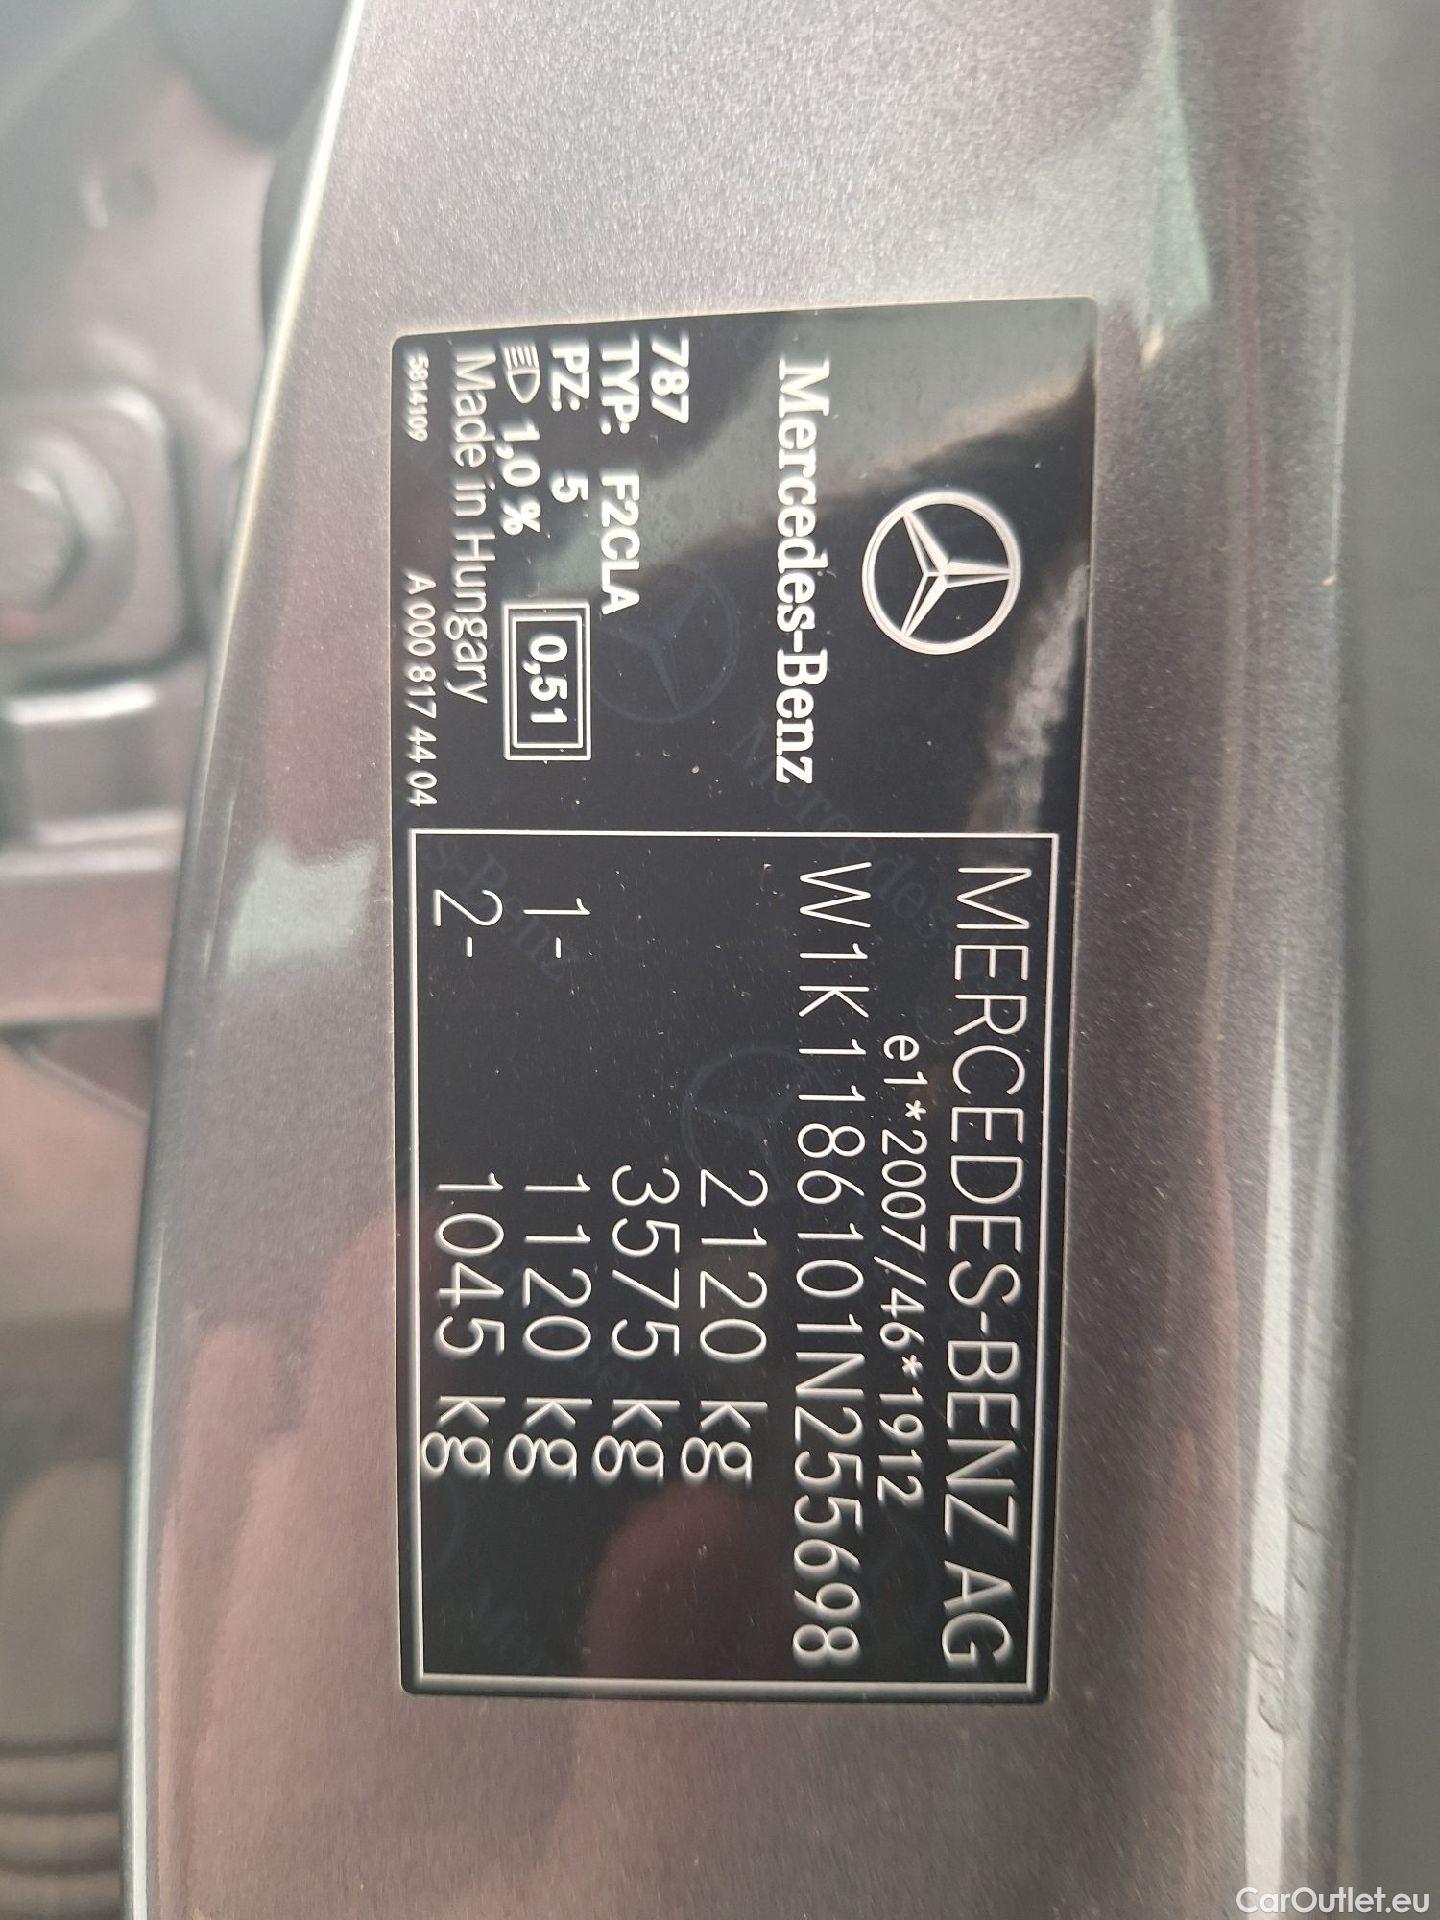 Mercedes-Benz
787
TYP: F2CLA
PZ: 5
1,0 %
0,51
Made in Hungary
5814109
A 000 817 44 04
MERCEDES-BENZ AG
e1*2007/46*1912
W1K1186101N255698
2120 kg
3575 kg
1- 1120 kg
2- 1045 kg
CarOutlet.eu